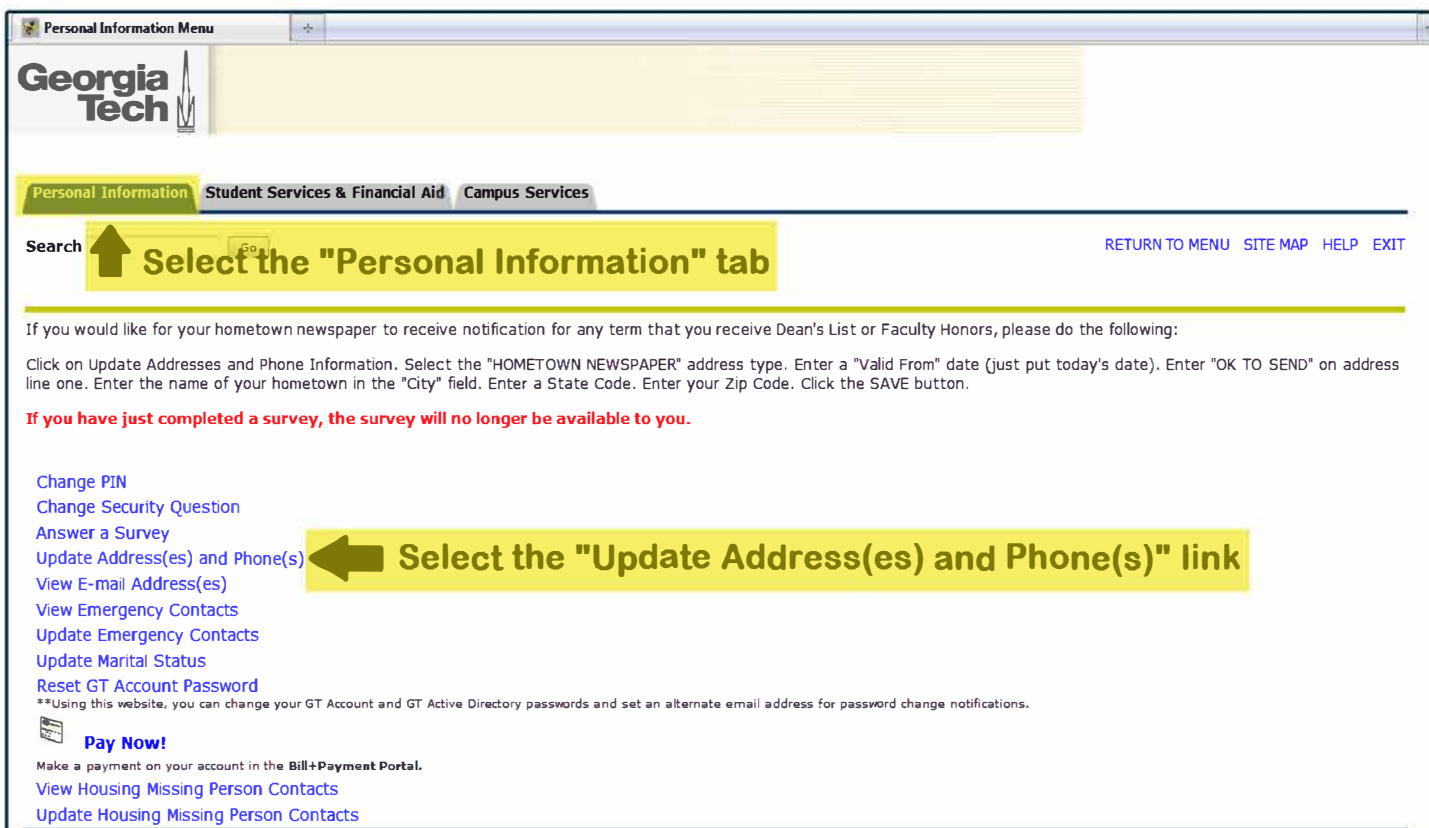 Personal Information Menu
Georgia
Tech
Personal Information Student Services & Financial Aid Campus Services
Search Go RETURN TO MENU SITE MAP HELP EXIT
Select the "Personal Information" tab
If you would like for your hometown newspaper to receive notification for any term that you receive Dean's List or Faculty Honors, please do the following:
Click on Update Addresses and Phone Information. Select the "HOMETOWN NEWSPAPER" address type. Enter a "Valid From" date (just put today's date). Enter "OK TO SEND" on address
line one. Enter the name of your hometown in the "City" field. Enter a State Code. Enter your Zip Code. Click the SAVE button.
If you have just completed a survey, the survey will no longer be available to you.
Change PIN
Change Security Question
Answer a Survey
Update Address(es) and Phone(s) Select the "Update Address(es) and Phone(s)" link
View E-mail Address(es)
View Emergency Contacts
Update Emergency Contacts
Update Marital Status
Reset GT Account Password
**Using this website, you can change your GT Account and GT Active Directory passwords and set an alternate email address for password change notifications.
Pay Now!
Make a payment on your account in the Bill+Payment Portal.
View Housing Missing Person Contacts
Update Housing Missing Person Contacts